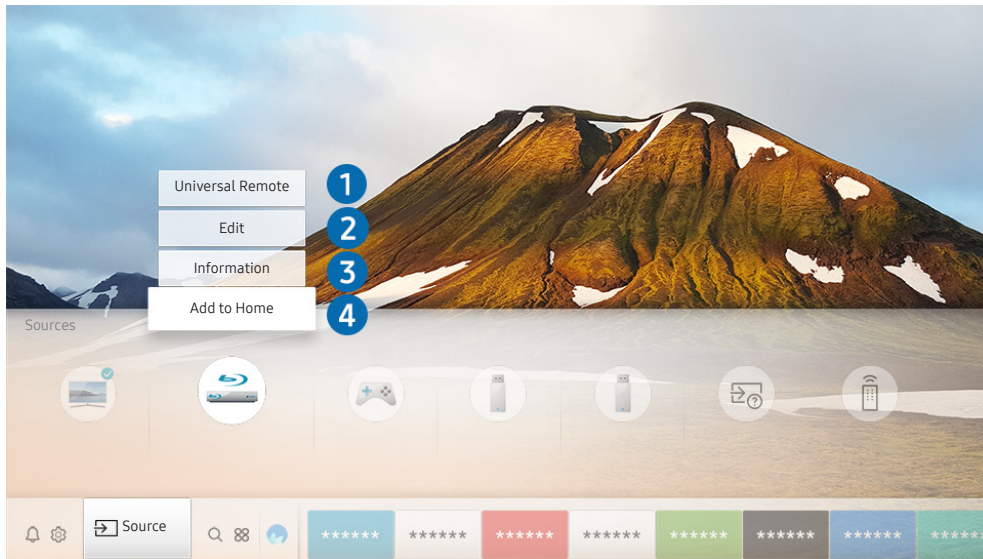 Universal Remote
1
Edit
2
Information
3
Add to Home
4
Sources
Source
******
******
******
******
******
******
******
******